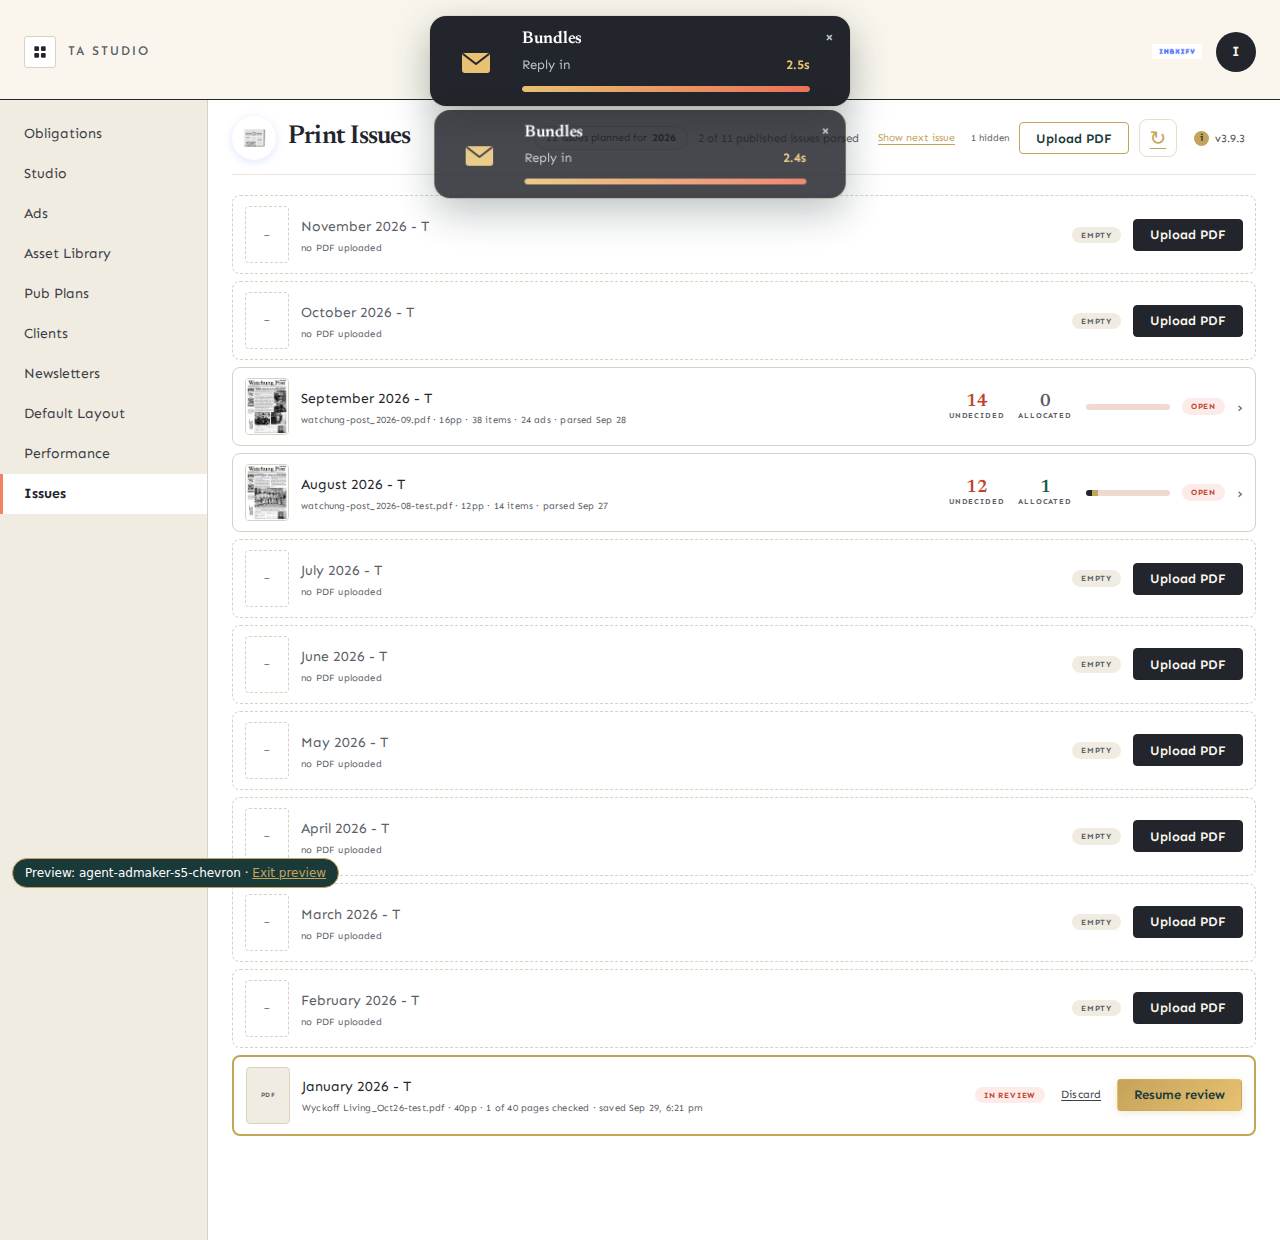 TA STUDIO
Bundles
×
Reply in 2.5s
INBXIFY
I
Obligations
Studio
Ads
Asset Library
Pub Plans
Clients
Newsletters
Default Layout
Performance
Issues
Print Issues
planned for 2026
2 of 11 published issues parsed
Bundles
×
Reply in 2.4s
Show next issue
1 hidden
Upload PDF
↻
i v3.9.3
–
November 2026 - T
no PDF uploaded
EMPTY
Upload PDF
–
October 2026 - T
no PDF uploaded
EMPTY
Upload PDF
Watchung Post
September 2026 - T
watchung-post_2026-09.pdf · 16pp · 38 items · 24 ads · parsed Sep 28
14 UNDECIDED
0 ALLOCATED
OPEN
›
Watchung Post
August 2026 - T
watchung-post_2026-08-test.pdf · 12pp · 14 items · parsed Sep 27
12 UNDECIDED
1 ALLOCATED
OPEN
›
–
July 2026 - T
no PDF uploaded
EMPTY
Upload PDF
–
June 2026 - T
no PDF uploaded
EMPTY
Upload PDF
–
May 2026 - T
no PDF uploaded
EMPTY
Upload PDF
–
April 2026 - T
no PDF uploaded
EMPTY
Upload PDF
Preview: agent-admaker-s5-chevron · Exit preview
–
March 2026 - T
no PDF uploaded
EMPTY
Upload PDF
–
February 2026 - T
no PDF uploaded
EMPTY
Upload PDF
PDF
January 2026 - T
Wyckoff Living_Oct26-test.pdf · 40pp · 1 of 40 pages checked · saved Sep 29, 6:21 pm
IN REVIEW
Discard
Resume review